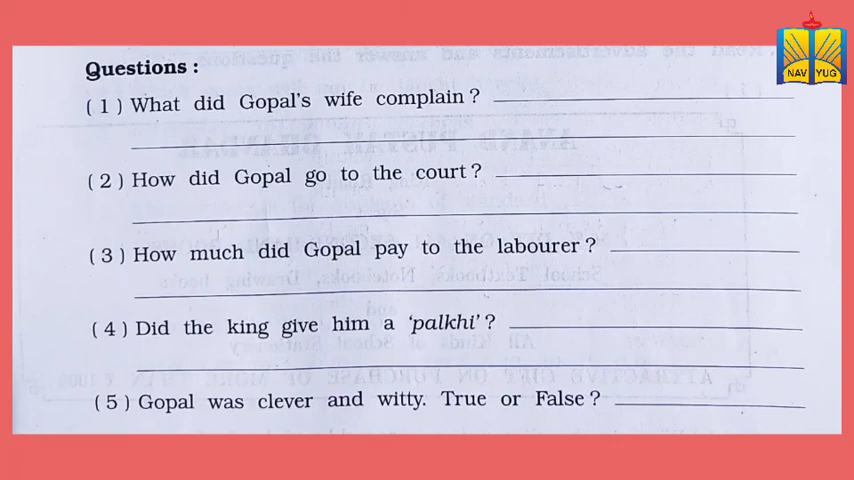 Questions :
( 1 ) What did Gopal's wife complain ?
( 2 ) How did Gopal go to the court ?
( 3 ) How much did Gopal pay to the labourer ?
( 4 ) Did the king give him a 'palkhi' ?
( 5 ) Gopal was clever and witty. True or False ?
NAV YUG